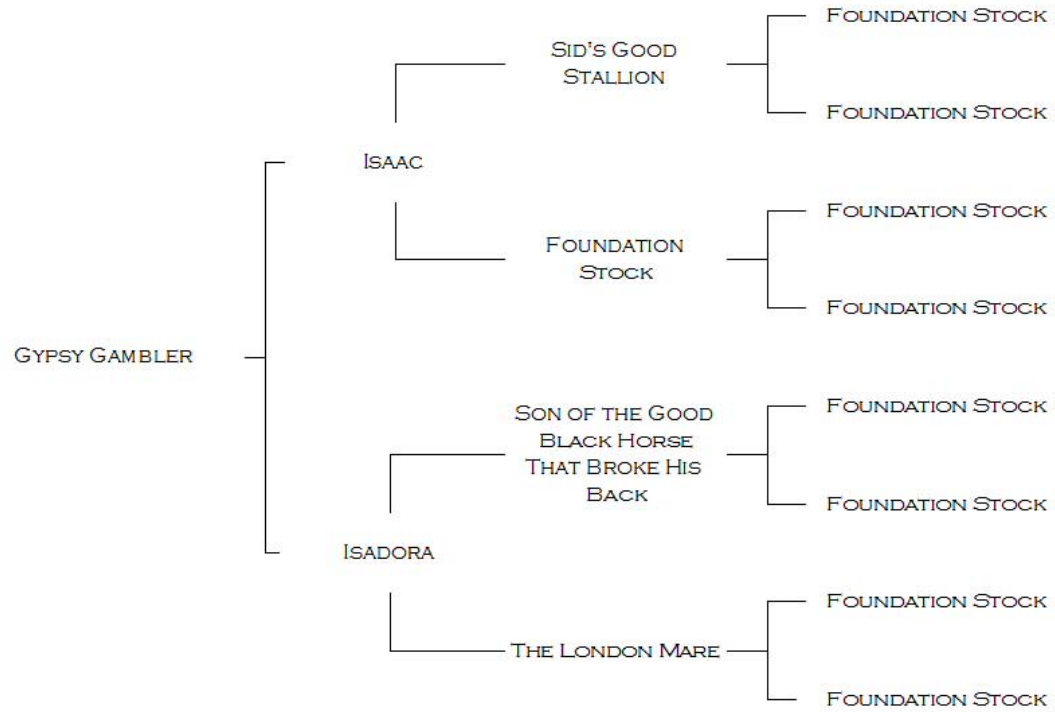 Foundation Stock
Sid's Good
Stallion
Foundation Stock
Isaac
Foundation Stock
Foundation
Stock
Foundation Stock
Gypsy Gambler
Foundation Stock
Son of the Good
Black Horse
That Broke His
Back
Foundation Stock
Isadora
Foundation Stock
The London Mare
Foundation Stock